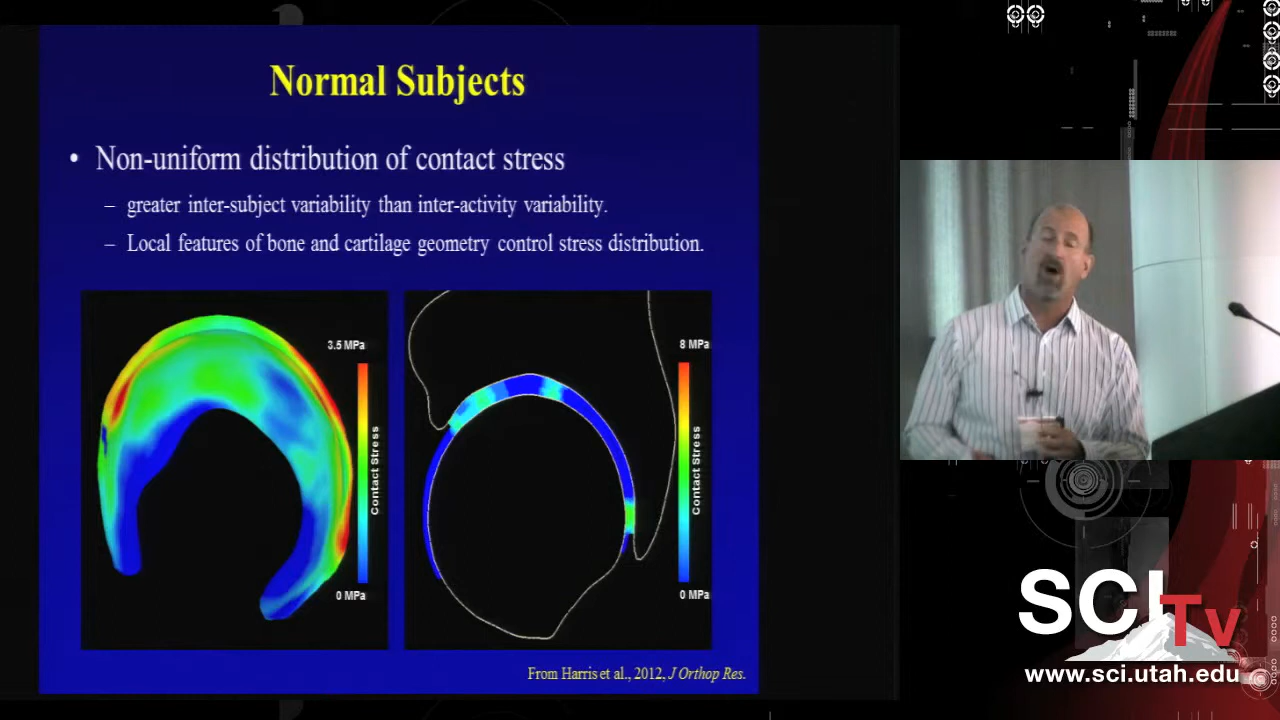 Normal Subjects
• Non-uniform distribution of contact stress
– greater inter-subject variability than inter-activity variability.
– Local features of bone and cartilage geometry control stress distribution.
3.5 MPa
Contact Stress
0 MPa
8 MPa
Contact Stress
0 MPa
From Harris et al., 2012, J Orthop Res.
SCI Tv
www.sci.utah.edu